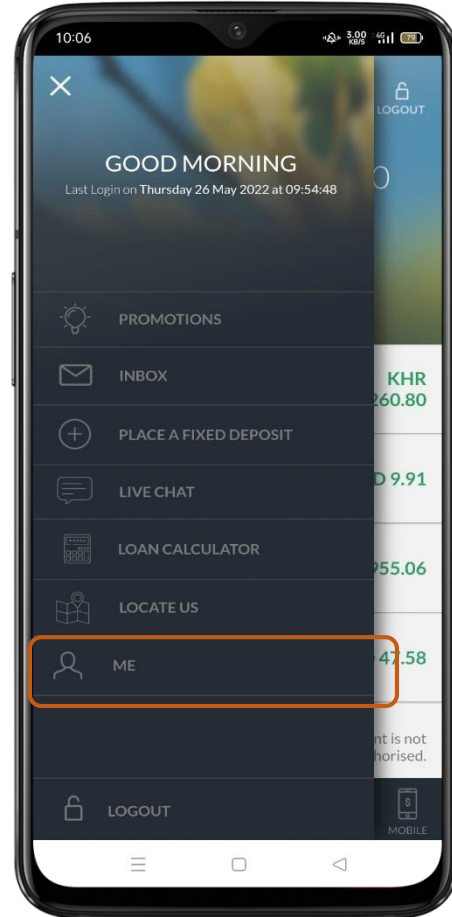 10:06
3.00
KB/S
4G
79
LOGOUT
GOOD MORNING
Last Login on Thursday 26 May 2022 at 09:54:48
0
PROMOTIONS
INBOX
KHR
260.80
PLACE A FIXED DEPOSIT
D 9.91
LIVE CHAT
LOAN CALCULATOR
955.06
LOCATE US
ME
47.58
nt is not
horised.
LOGOUT
$
MOBILE